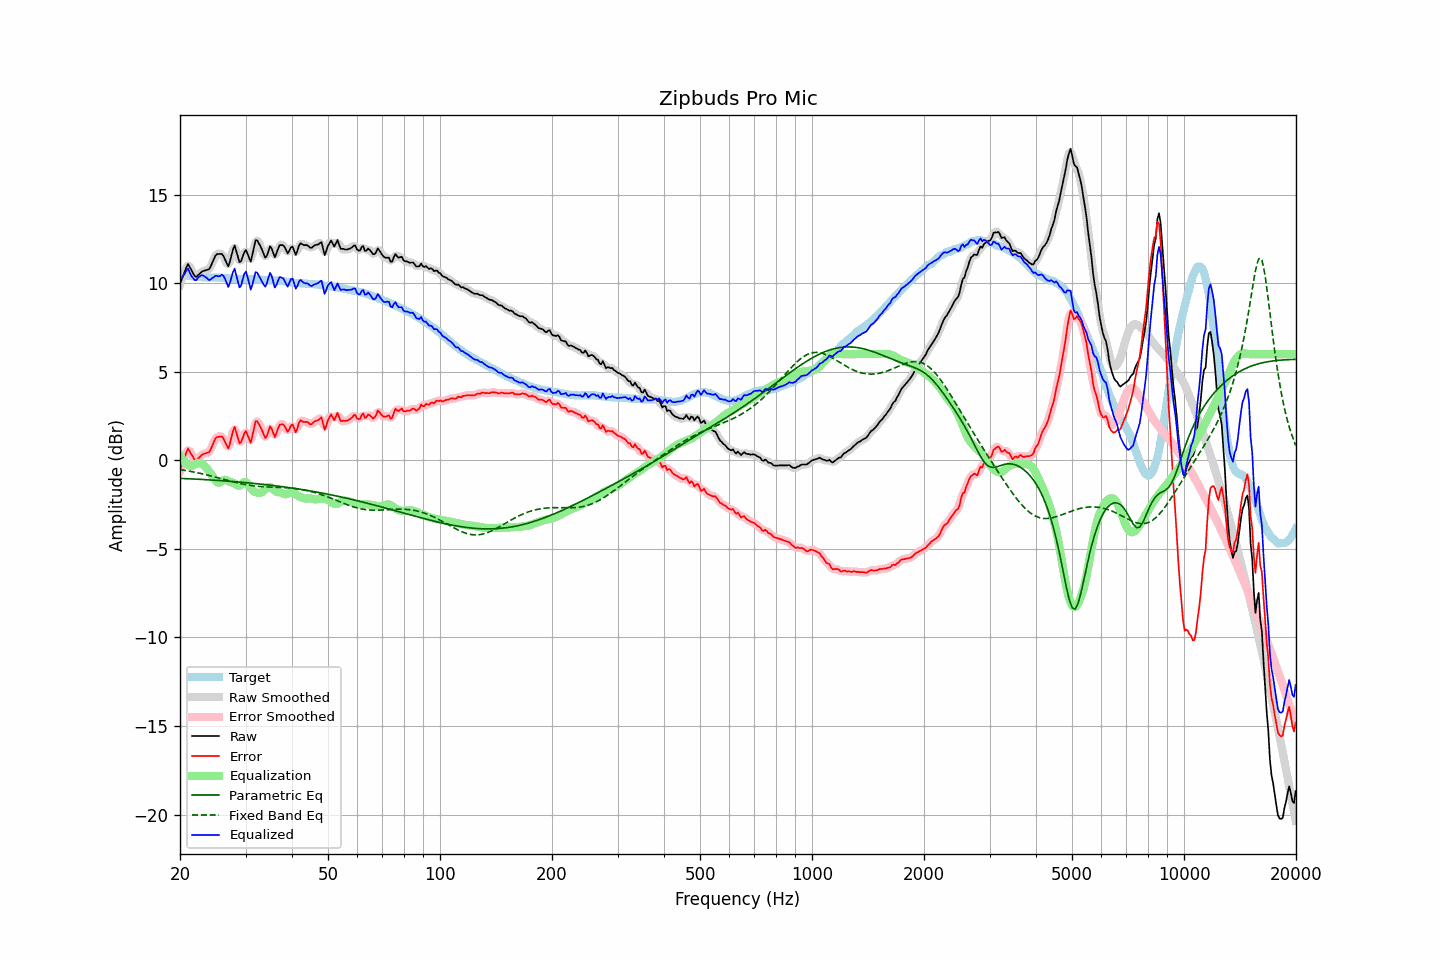 Zipbuds Pro Mic
Amplitude (dBr)
15
10
5
0
−5
−10
−15
−20
Target
Raw Smoothed
Error Smoothed
Raw
Error
Equalization
Parametric Eq
Fixed Band Eq
Equalized
20 50 100 200 500 1000 2000 5000 10000 20000
Frequency (Hz)